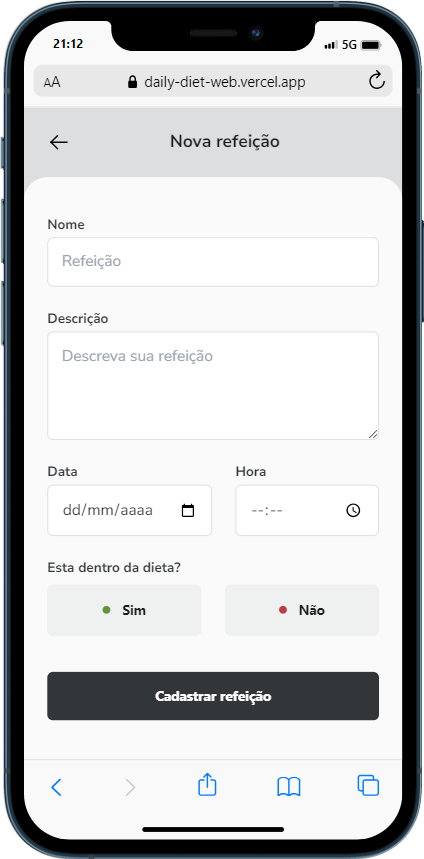 21:12
5G
AA
daily-diet-web.vercel.app
Nova refeição
Nome
Refeição
Descrição
Descreva sua refeição
Data
Hora
dd/mm/aaaa
--:--
Esta dentro da dieta?
Sim
Não
Cadastrar refeição